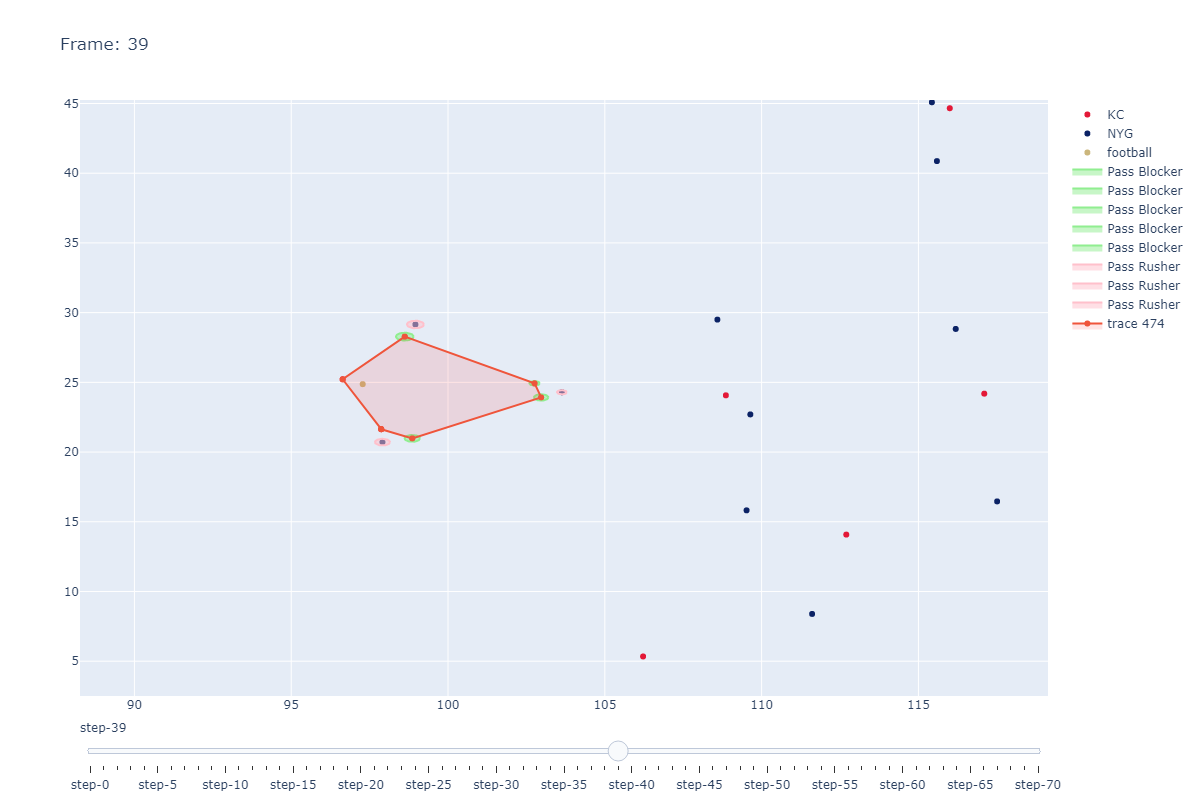 Frame: 39
KC
NYG
football
Pass Blocker
Pass Blocker
Pass Blocker
Pass Blocker
Pass Blocker
Pass Rusher
Pass Rusher
Pass Rusher
trace 474
45
40
35
30
25
20
15
10
5
90 95 100 105 110 115
step-39
step-0 step-5 step-10 step-15 step-20 step-25 step-30 step-35 step-40 step-45 step-50 step-55 step-60 step-65 step-70